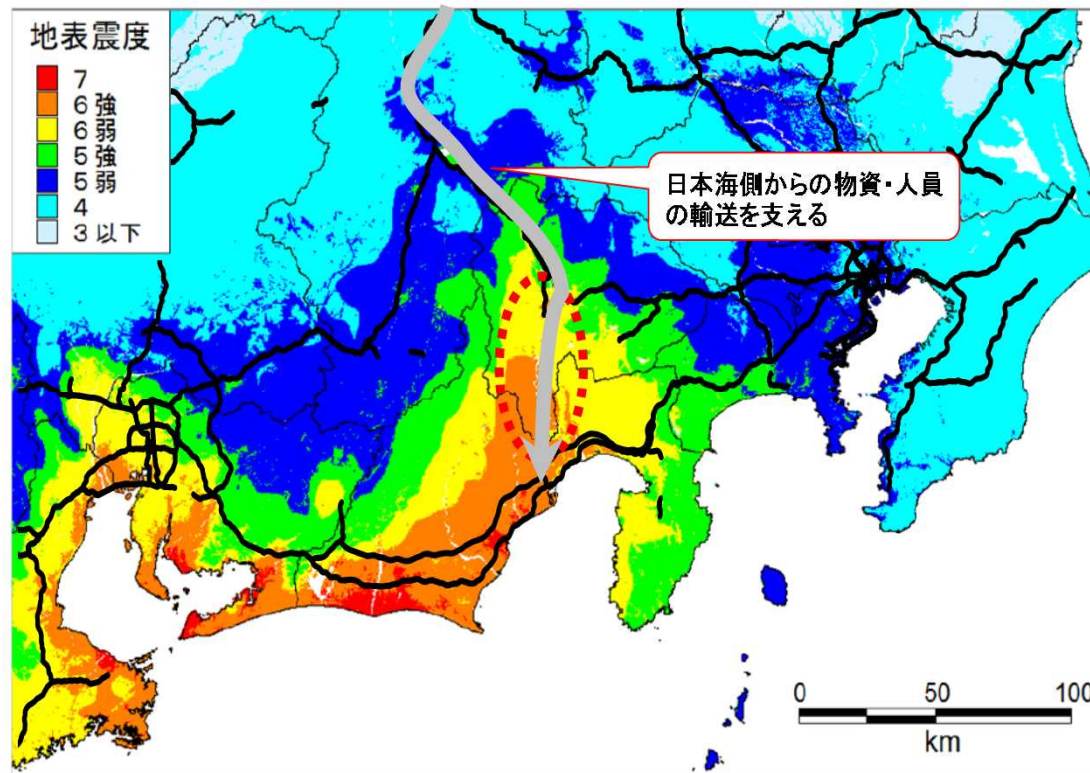 地表震度
7
6強
6弱
5強
5弱
4
3以下
日本海側からの物資・人員
の輸送を支える
0 50 100
km